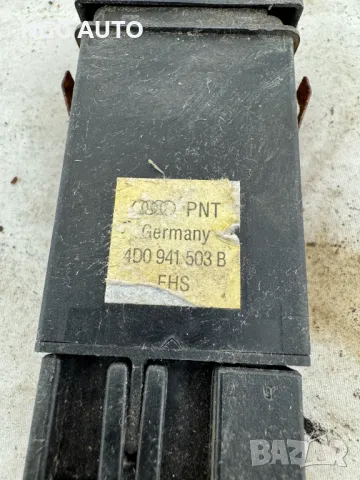 AUTO
PNT
Germany
4D0 941 503 B
EHS
bazar